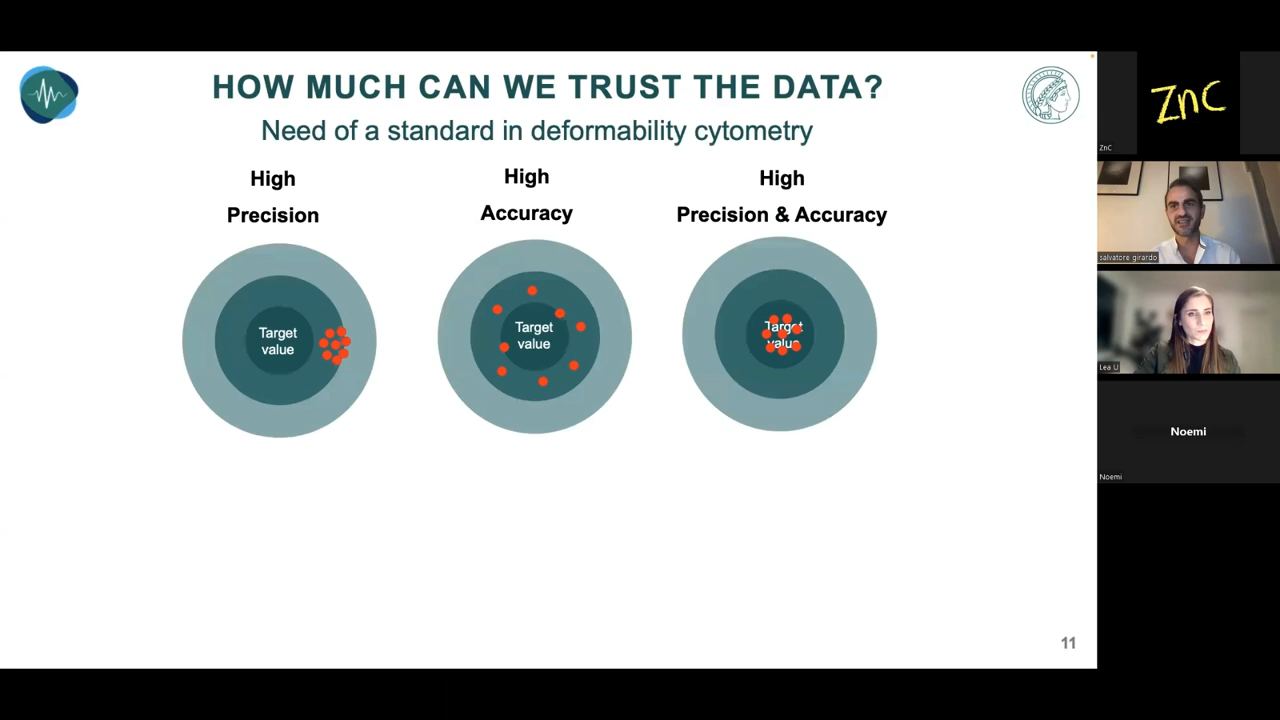 HOW MUCH CAN WE TRUST THE DATA?
Need of a standard in deformability cytometry
High
Precision
High
Accuracy
High
Precision & Accuracy
Target
value
Target
value
Target
value
11
ZnC
ZnC
salvatore girardo
Lea U
Noemi
Noemi